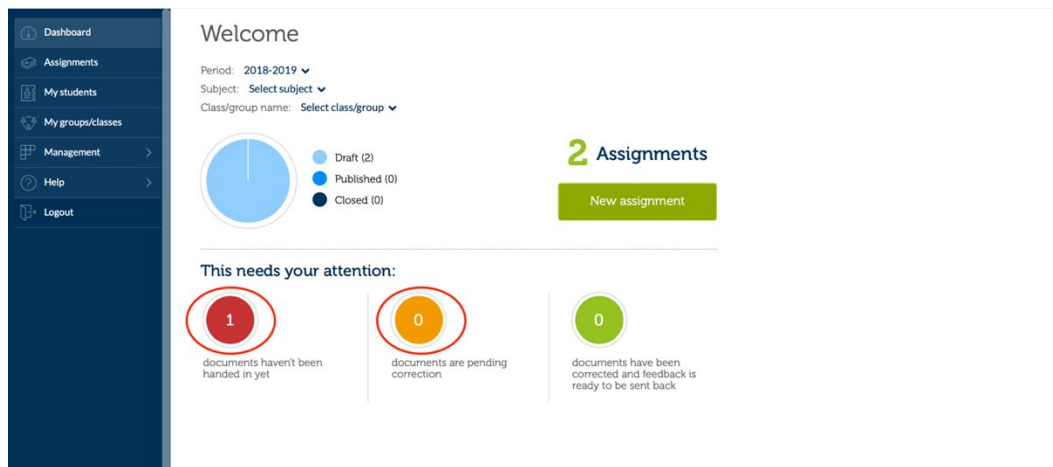 Dashboard
Assignments
My students
My groups/classes
Management
Help
Logout
Welcome
Period: 2018-2019
Subject: Select subject
Class/group name: Select class/group
Draft (2)
Published (0)
Closed (0)
2 Assignments
New assignment
This needs your attention:
1
documents haven't been
handed in yet
0
documents are pending
correction
0
documents have been
corrected and feedback is
ready to be sent back